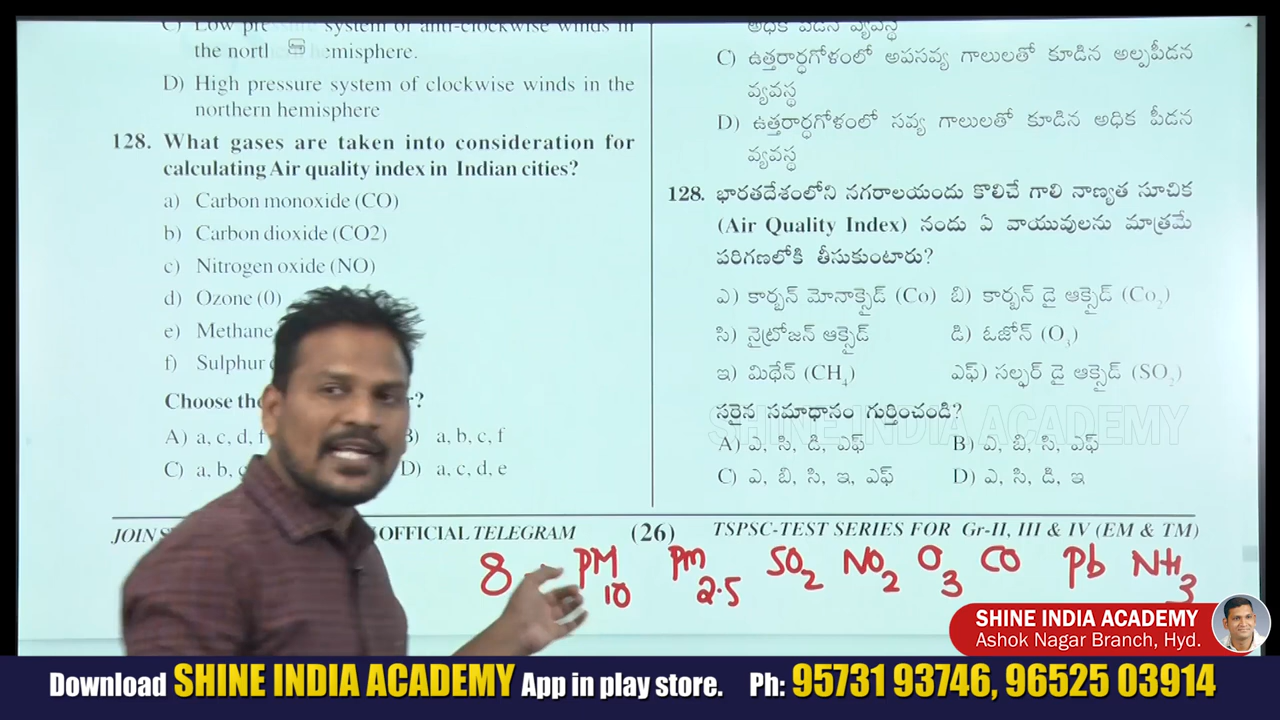 C) Low pressure system of anti-clockwise winds in
the north hemisphere.
D) High pressure system of clockwise winds in the
northern hemisphere
128. What gases are taken into consideration for
calculating Air quality index in Indian cities?
a) Carbon monoxide (CO)
b) Carbon dioxide (CO2)
c) Nitrogen oxide (NO)
d) Ozone (0)
e) Methane
f) Sulphur
Choose the
A) a, c, d, f
B) a, b, c, f
C) a, b,
D) a, c, d, e
అధిక పీడన వ్యవస్థ
C) ఉత్తరార్ధగోళంలో అపసవ్య గాలులతో కూడిన అల్పపీడన
వ్యవస్థ
D) ఉత్తరార్ధగోళంలో సవ్య గాలులతో కూడిన అధిక పీడన
వ్యవస్థ
128. భారతదేశంలోని నగరాలయందు కొలిచే గాలి నాణ్యత సూచిక
(Air Quality Index) నందు ఏ వాయువులను మాత్రమే
పరిగణలోకి తీసుకుంటారు?
ఎ) కార్బన్ మోనాక్సైడ్ (Co) బి) కార్బన్ డై ఆక్సైడ్ (Co2)
సి) నైట్రోజన్ ఆక్సైడ్ డి) ఓజోన్ (O3)
ఇ) మిథేన్ (CH4) ఎఫ్) సల్ఫర్ డై ఆక్సైడ్ (SO2)
సరైన సమాధానం గుర్తించండి?
SHINE INDIA ACADEMY
A) ఎ, సి, డి, ఎఫ్ B) ఎ, బి, సి, ఎఫ్
C) ఎ, బి, సి, ఇ, ఎఫ్ D) ఎ, సి, డి, ఇ
JOIN OFFICIAL TELEGRAM (26) TSPSC-TEST SERIES FOR Gr-II, III & IV (EM & TM)
8 - PM10 PM2.5 SO2 NO2 O3 CO Pb NH3
SHINE INDIA ACADEMY
Ashok Nagar Branch, Hyd.
Download SHINE INDIA ACADEMY App in play store. Ph: 95731 93746, 96525 03914